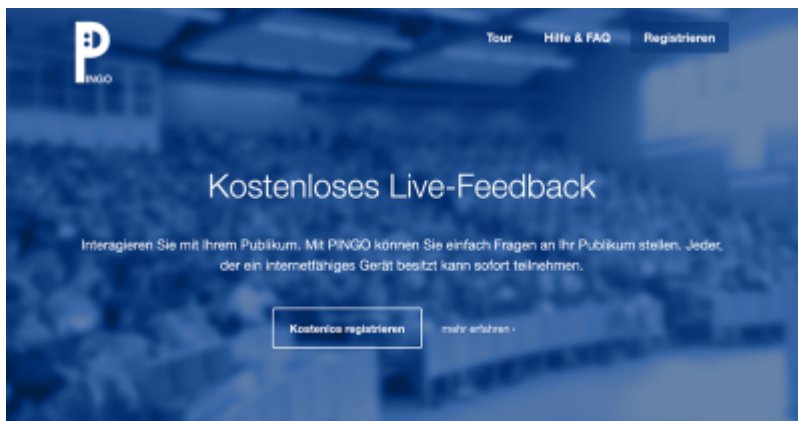 PINGO
Tour
Hilfe & FAQ
Registrieren
Kostenloses Live-Feedback
Interagieren Sie mit Ihrem Publikum. Mit PINGO können Sie einfach Fragen an Ihr Publikum stellen. Jeder,
der ein internetfähiges Gerät besitzt kann sofort teilnehmen.
Kostenlos registrieren
mehr erfahren ›